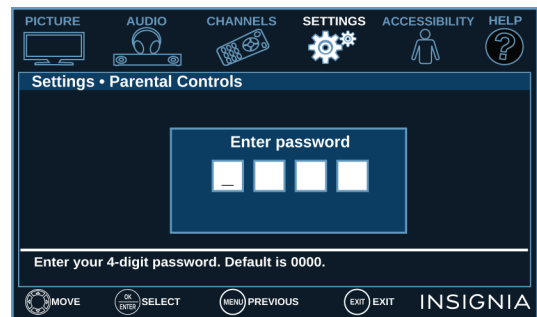 PICTURE AUDIO CHANNELS SETTINGS ACCESSIBILITY HELP
?
Settings • Parental Controls
Enter password
_
Enter your 4-digit password. Default is 0000.
OK ENTER MOVE SELECT MENU PREVIOUS EXIT EXIT INSIGNIA